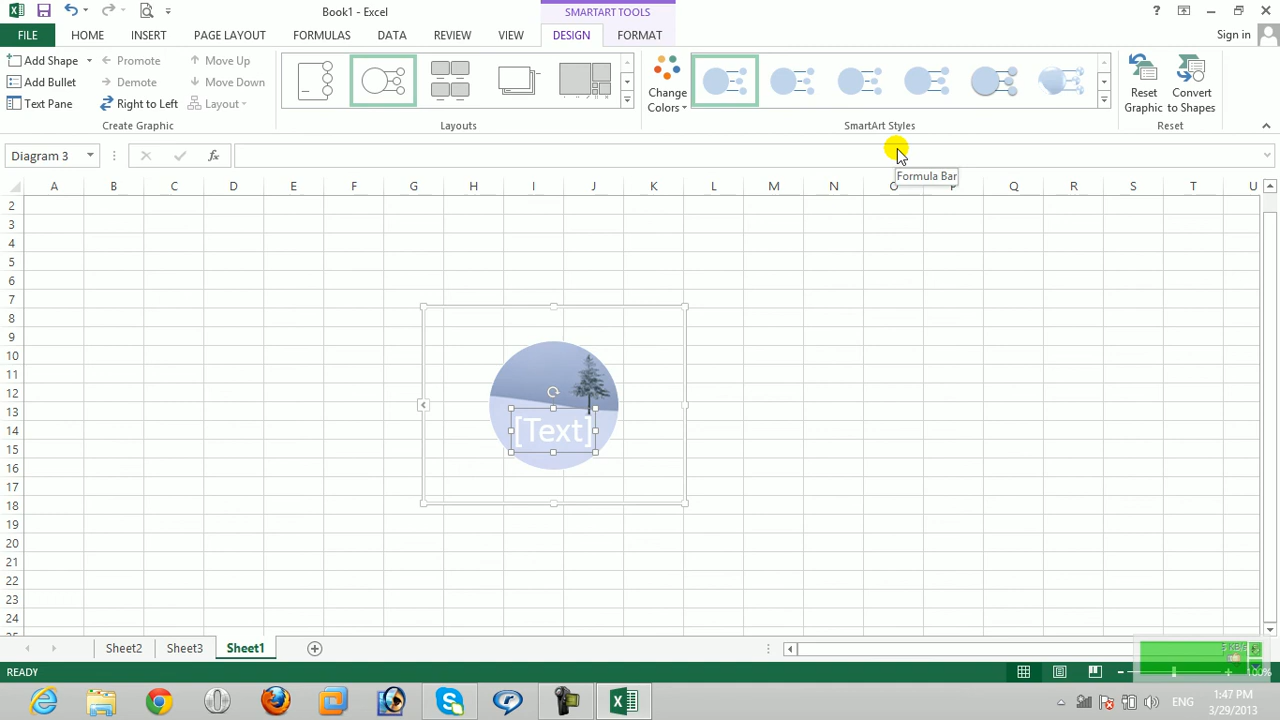 Book1 - Excel
SMARTART TOOLS
?
FILE
HOME
INSERT
PAGE LAYOUT
FORMULAS
DATA
REVIEW
VIEW
DESIGN
FORMAT
Sign in
Add Shape
Promote
Move Up
Add Bullet
Demote
Move Down
Text Pane
Right to Left
Layout
Create Graphic
Layouts
Change
Colors
SmartArt Styles
Reset
Graphic
Convert
to Shapes
Reset
Diagram 3
fx
Formula Bar
A B C D E F G H I J K L M N O P Q R S T U
2
3
4
5
6
7
8
9
10
11
12
13
14
15
16
17
18
19
20
21
22
23
24
[Text]
Sheet2
Sheet3
Sheet1
READY
100%
ENG
1:47 PM
3/29/2013